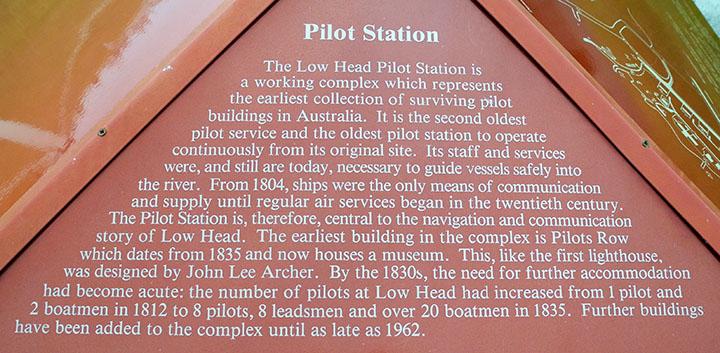 Pilot Station
The Low Head Pilot Station is
a working complex which represents
the earliest collection of surviving pilot
buildings in Australia. It is the second oldest
pilot service and the oldest pilot station to operate
continuously from its original site. Its staff and services
were, and still are today, necessary to guide vessels safely into
the river. From 1804, ships were the only means of communication
and supply until regular air services began in the twentieth century.
The Pilot Station is, therefore, central to the navigation and communication
story of Low Head. The earliest building in the complex is Pilots Row
which dates from 1835 and now houses a museum. This, like the first lighthouse,
was designed by John Lee Archer. By the 1830s, the need for further accommodation
had become acute: the number of pilots at Low Head had increased from 1 pilot and
2 boatmen in 1812 to 8 pilots, 8 leadsmen and over 20 boatmen in 1835. Further buildings
have been added to the complex until as late as 1962.